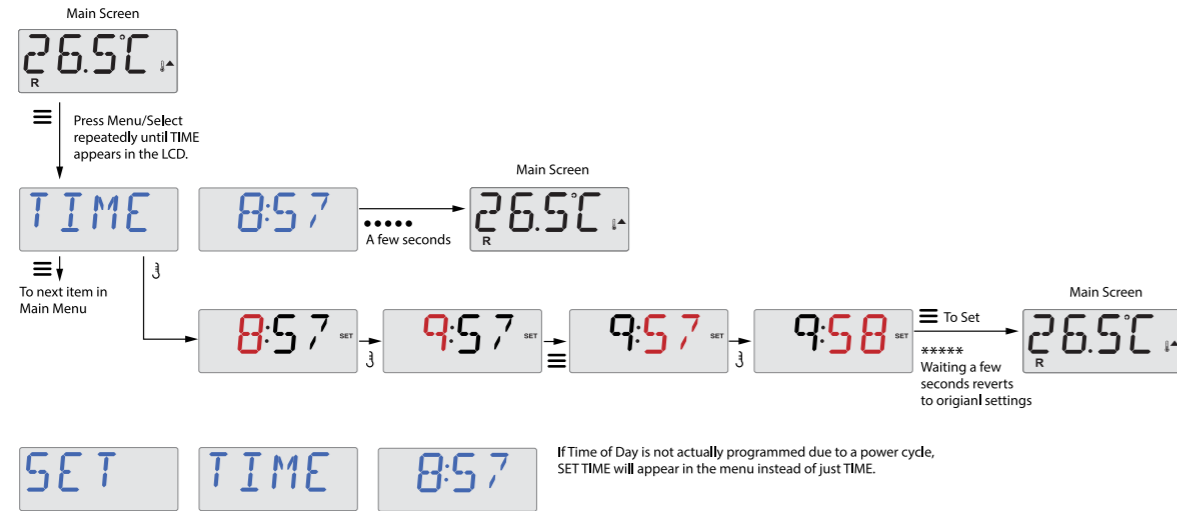 Main Screen
26.5°C
R
Press Menu/Select
repeatedly until TIME
appears in the LCD.
TIME
8:57
A few seconds
Main Screen
26.5°C
R
To next item in
Main Menu
8:57 SET
9:57 SET
9:57 SET
9:58 SET
To Set
*****
Waiting a few
seconds reverts
to origianl settings
Main Screen
26.5°C
R
SET
TIME
8:57
If Time of Day is not actually programmed due to a power cycle,
SET TIME will appear in the menu instead of just TIME.